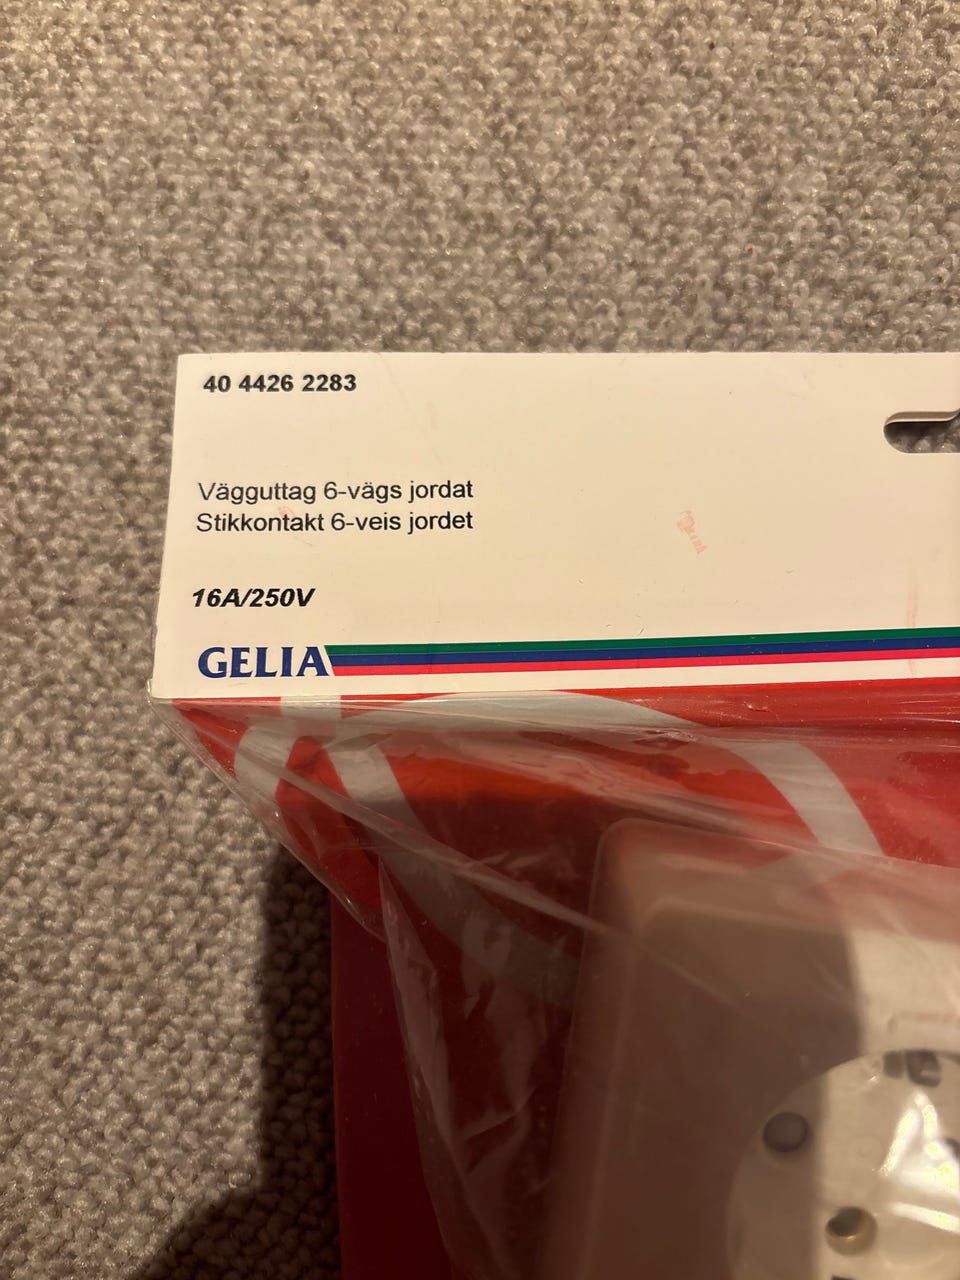 40 4426 2283
Vägguttag 6-vägs jordat
Stikkontakt 6-veis jordet
16A/250V
GELIA